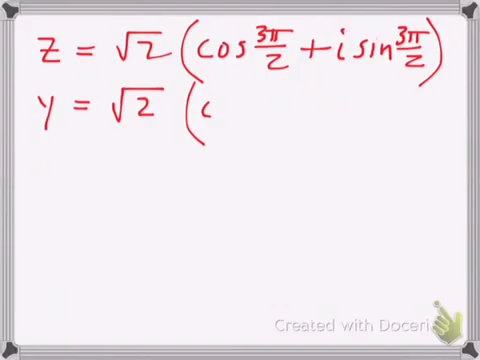 z = √2 (cos 3π/2 + i sin 3π/2)
y = √2 (c
Created with Doceri